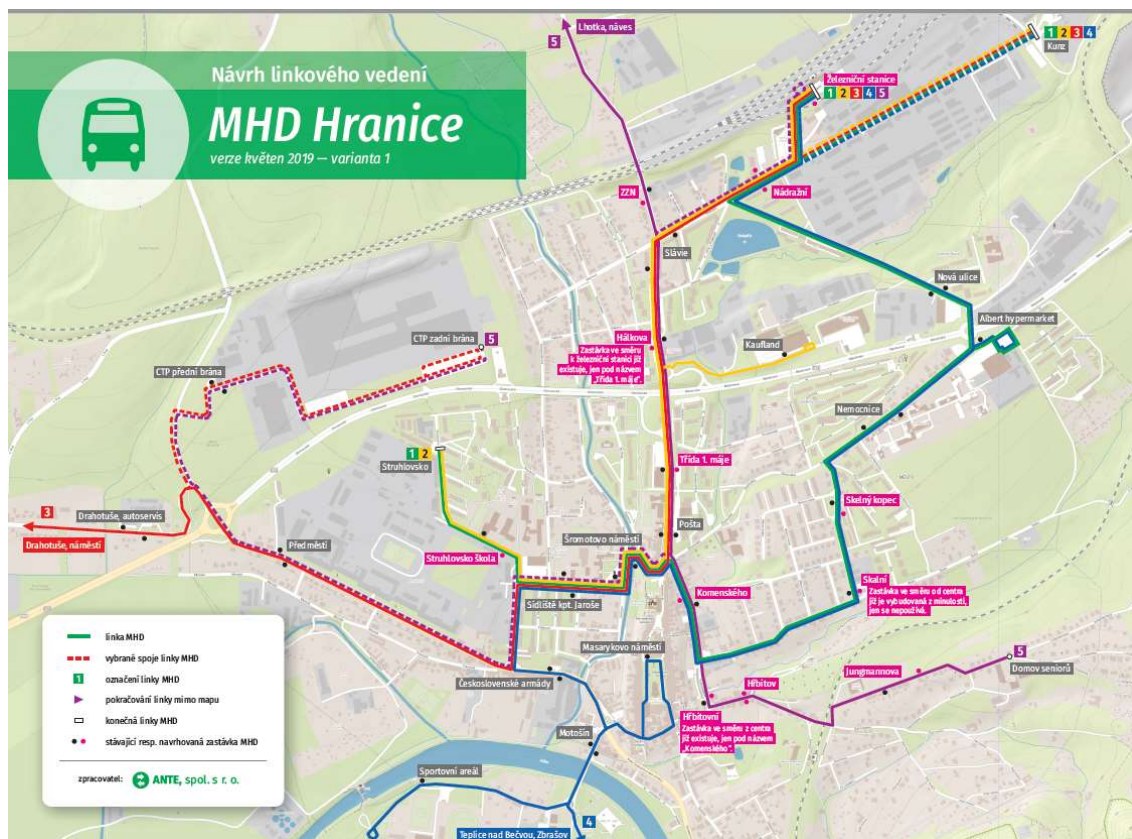 Návrh linkového vedení
MHD Hranice
verze květen 2019 — varianta 1
5
Lhotka, náves
1 2 3 4
Kunz
Železniční stanice
1 2 3 4 5
ZZN
Nádražní
Slávie
Nová ulice
Albert hypermarket
Hálkova
Zastávka ve směru
k železniční stanici již
existuje, jen pod názvem
„Třída 1. máje“.
Kaufland
CTP zadní brána
5
CTP přední brána
Nemocnice
1 2
Struhlovsko
Třída 1. máje
Skelný kopec
3
Drahotuše, autoservis
Drahotuše, náměstí
Předměstí
Pošta
Šromotovo náměstí
Struhlovsko škola
Skalní
Zastávka ve směru od centra
již je vybudovaná z minulosti,
jen se nepoužívá.
Komenského
Sídliště kpt. Jaroše
Masarykovo náměstí
5
Domov seniorů
Jungmannova
Československé armády
Hřbitov
Hřbitovní
Zastávka ve směru z centra
již existuje, jen pod názvem
„Komenského“.
Motošín
Sportovní areál
4
Teplice nad Bečvou, Zbrašov
linka MHD
vybrané spoje linky MHD
1 označení linky MHD
pokračování linky mimo mapu
konečná linky MHD
stávající resp. navrhovaná zastávka MHD
zpracovatel: ANTE, spol. s r. o.